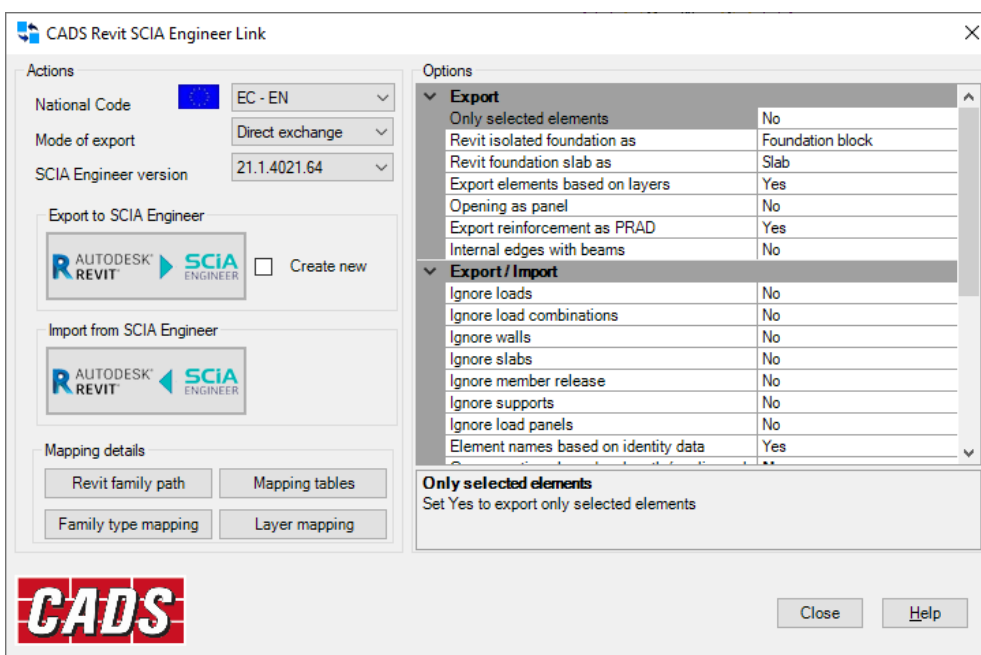 CADS Revit SCIA Engineer Link
Actions
National Code
EC - EN
Mode of export
Direct exchange
SCIA Engineer version
21.1.4021.64
Export to SCIA Engineer
R AUTODESK® REVIT® SCiA ENGINEER
Create new
Import from SCIA Engineer
R AUTODESK® REVIT® SCiA ENGINEER
Mapping details
Revit family path
Mapping tables
Family type mapping
Layer mapping
Options
Export
Only selected elements No
Revit isolated foundation as Foundation block
Revit foundation slab as Slab
Export elements based on layers Yes
Opening as panel No
Export reinforcement as PRAD Yes
Internal edges with beams No
Export / Import
Ignore loads No
Ignore load combinations No
Ignore walls No
Ignore slabs No
Ignore member release No
Ignore supports No
Ignore load panels No
Element names based on identity data Yes
Only selected elements
Set Yes to export only selected elements
CADS
Close
Help